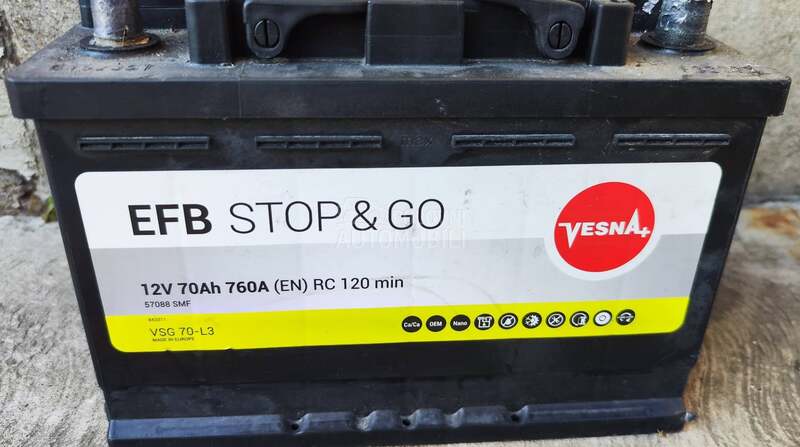 EFB STOP & GO
VESNA+
AUTOMOBILI
12V 70Ah 760A (EN) RC 120 min
57088 SMF
VSG 70-L3
MADE IN EUROPE
Ca/Ca OEM Nano